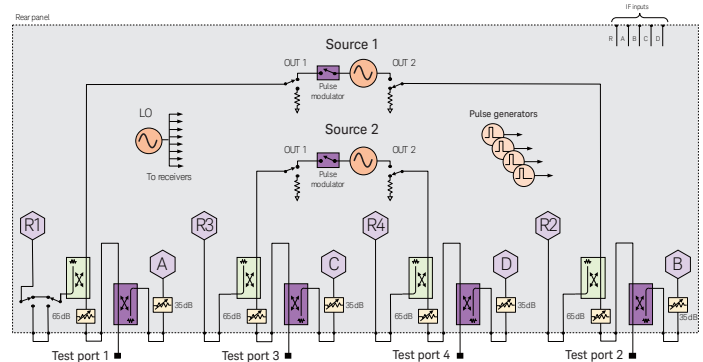 IF inputs
Rear panel
R A B C D
Source 1
OUT 1
OUT 2
Pulse modulator
LO
To receivers
Source 2
OUT 1
OUT 2
Pulse modulator
Pulse generators
R1
A
R3
C
R4
D
R2
B
65dB
35dB
65dB
35dB
65dB
35dB
65dB
35dB
Test port 1
Test port 3
Test port 4
Test port 2